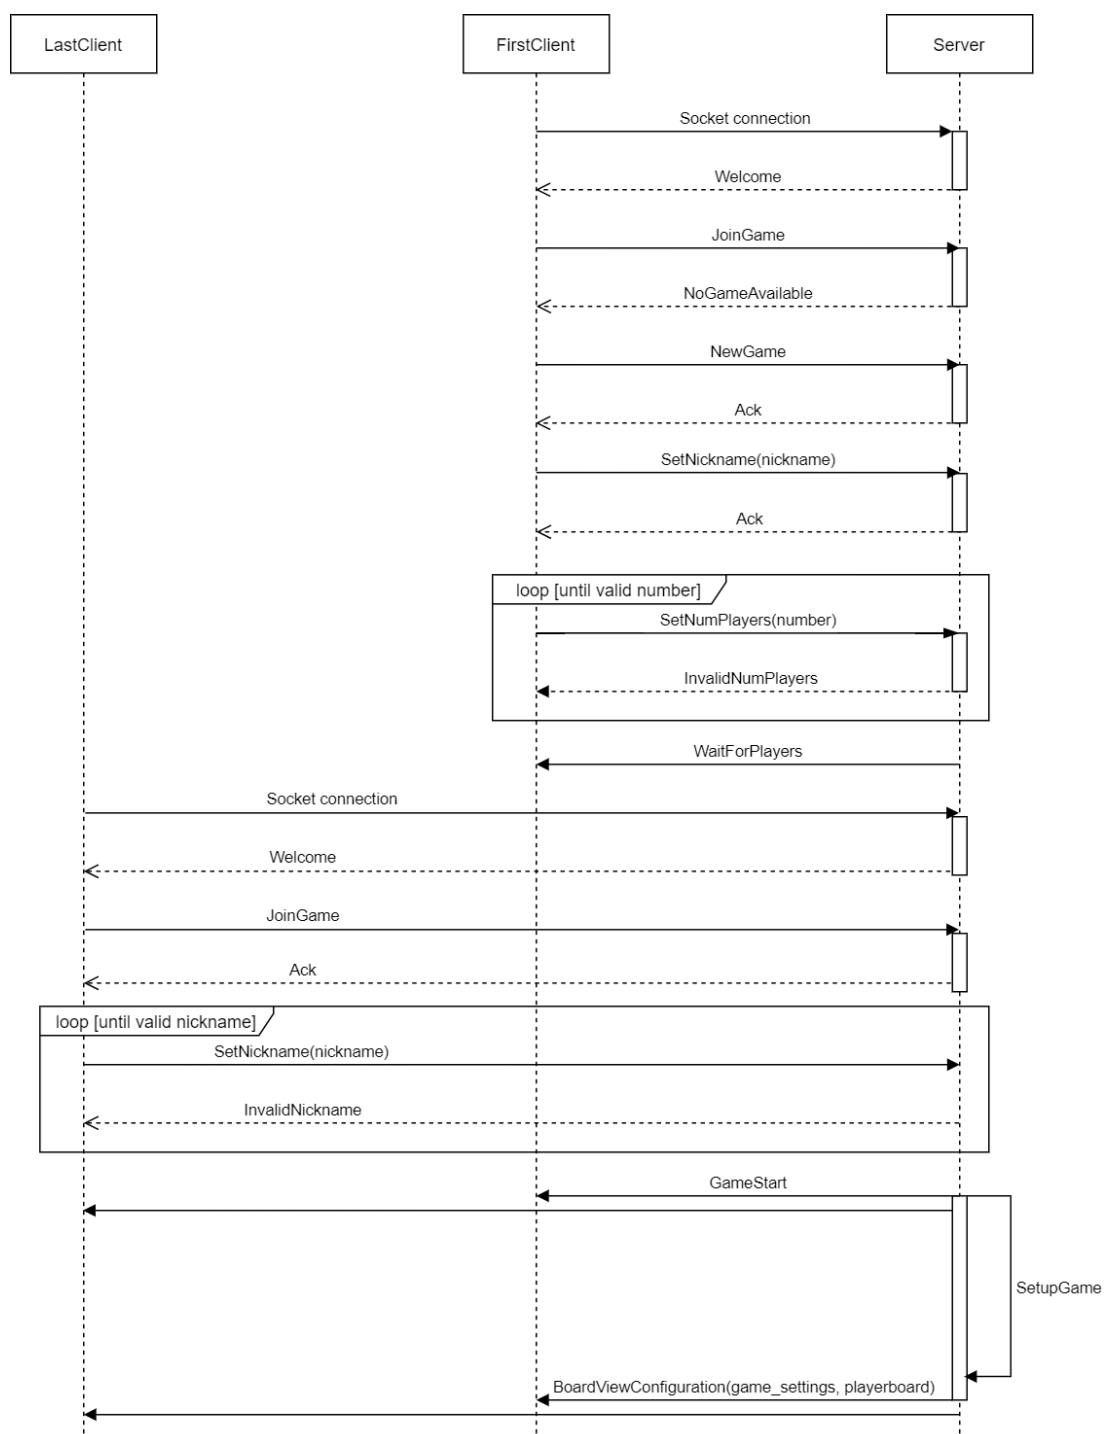 LastClient
FirstClient
Server
Socket connection
Welcome
JoinGame
NoGameAvailable
NewGame
Ack
SetNickname(nickname)
Ack
loop [until valid number]
SetNumPlayers(number)
InvalidNumPlayers
WaitForPlayers
Socket connection
Welcome
JoinGame
Ack
loop [until valid nickname]
SetNickname(nickname)
InvalidNickname
GameStart
SetupGame
BoardViewConfiguration(game_settings, playerboard)